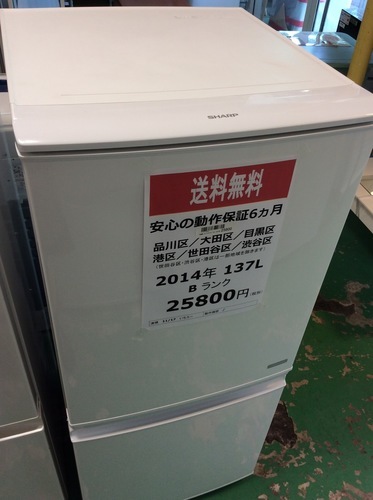 SHARP
送料無料
安心の動作保証6カ月
品川区／大田区／目黒区
港区／世田谷区／渋谷区
2014年 137L
B ランク
25800円